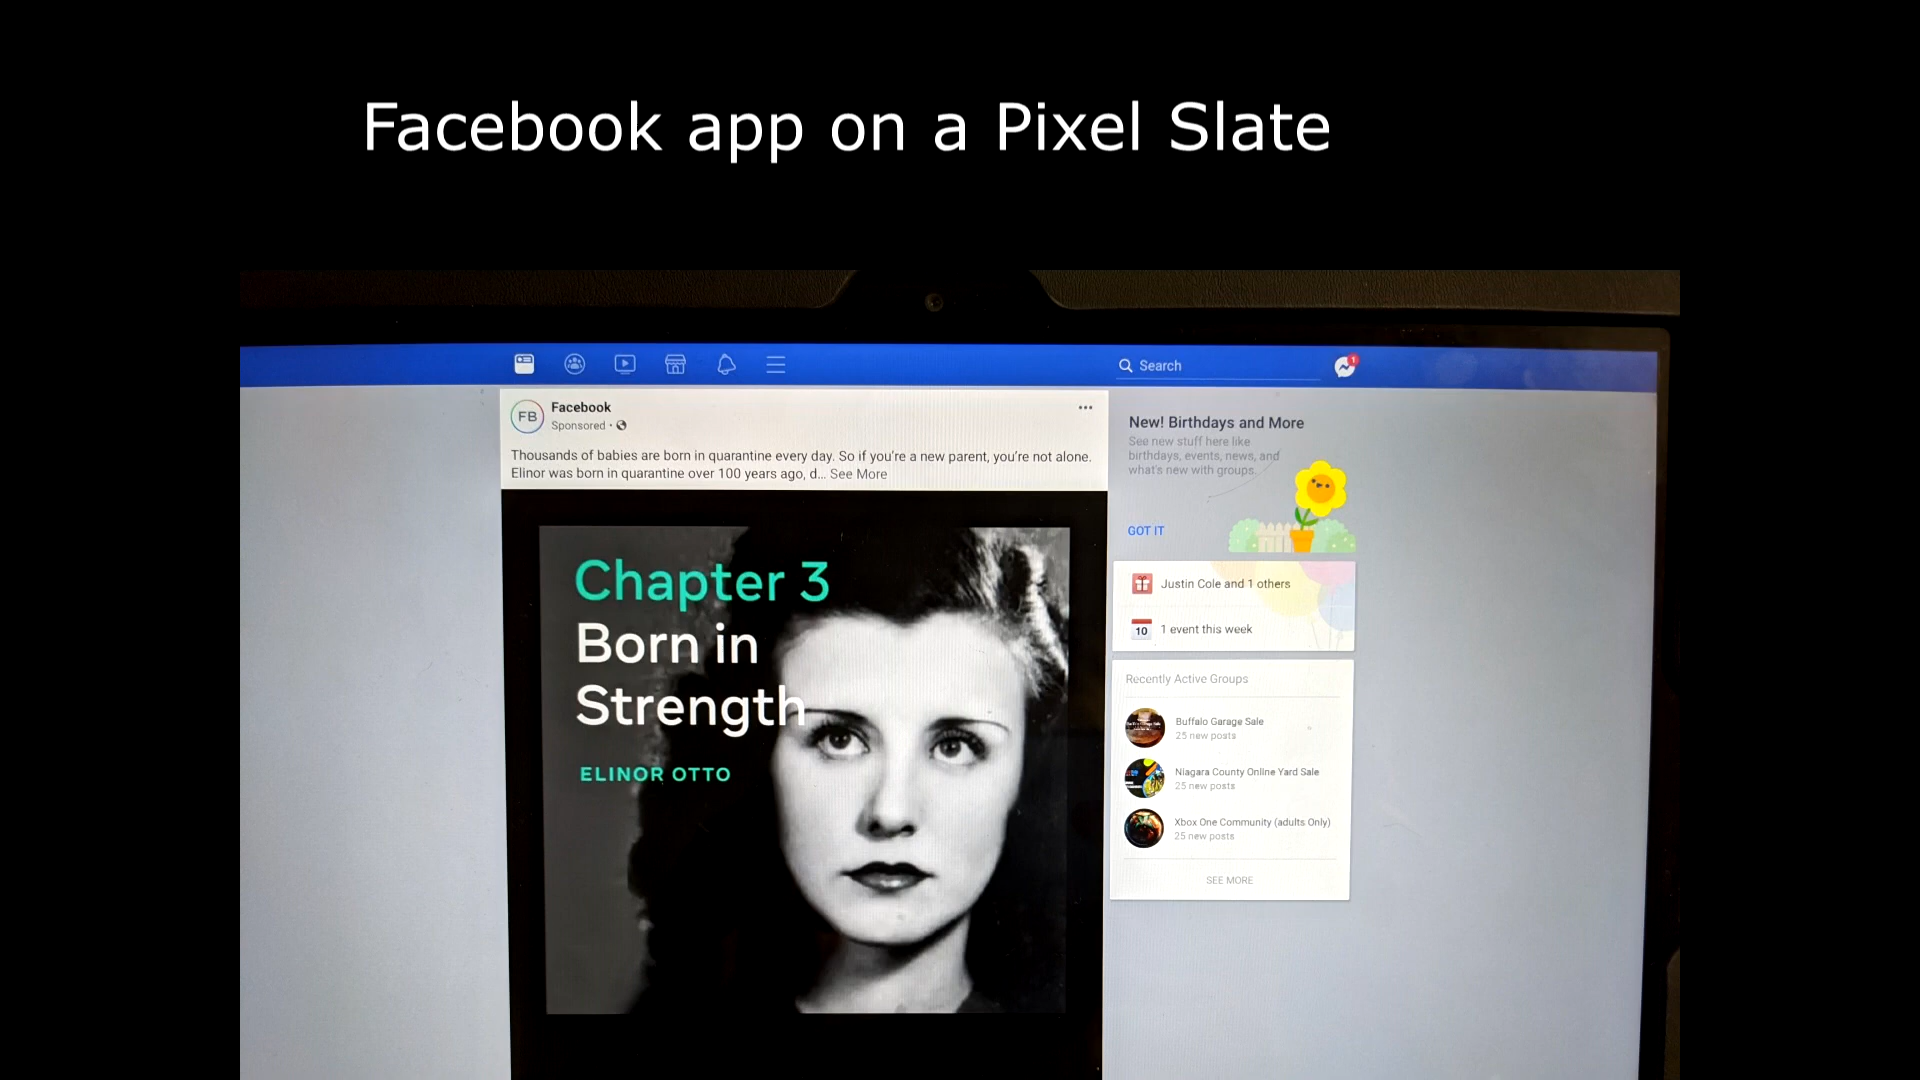 Facebook app on a Pixel Slate
Search
1
FB
Facebook
Sponsored ·
Thousands of babies are born in quarantine every day. So if you're a new parent, you're not alone.
Elinor was born in quarantine over 100 years ago, d... See More
Chapter 3
Born in
Strength
ELINOR OTTO
New! Birthdays and More
See new stuff here like
birthdays, events, news, and
what's new with groups.
GOT IT
Justin Cole and 1 others
10
1 event this week
Recently Active Groups
Buffalo Garage Sale
25 new posts
Niagara County Online Yard Sale
25 new posts
Xbox One Community (adults Only)
25 new posts
SEE MORE